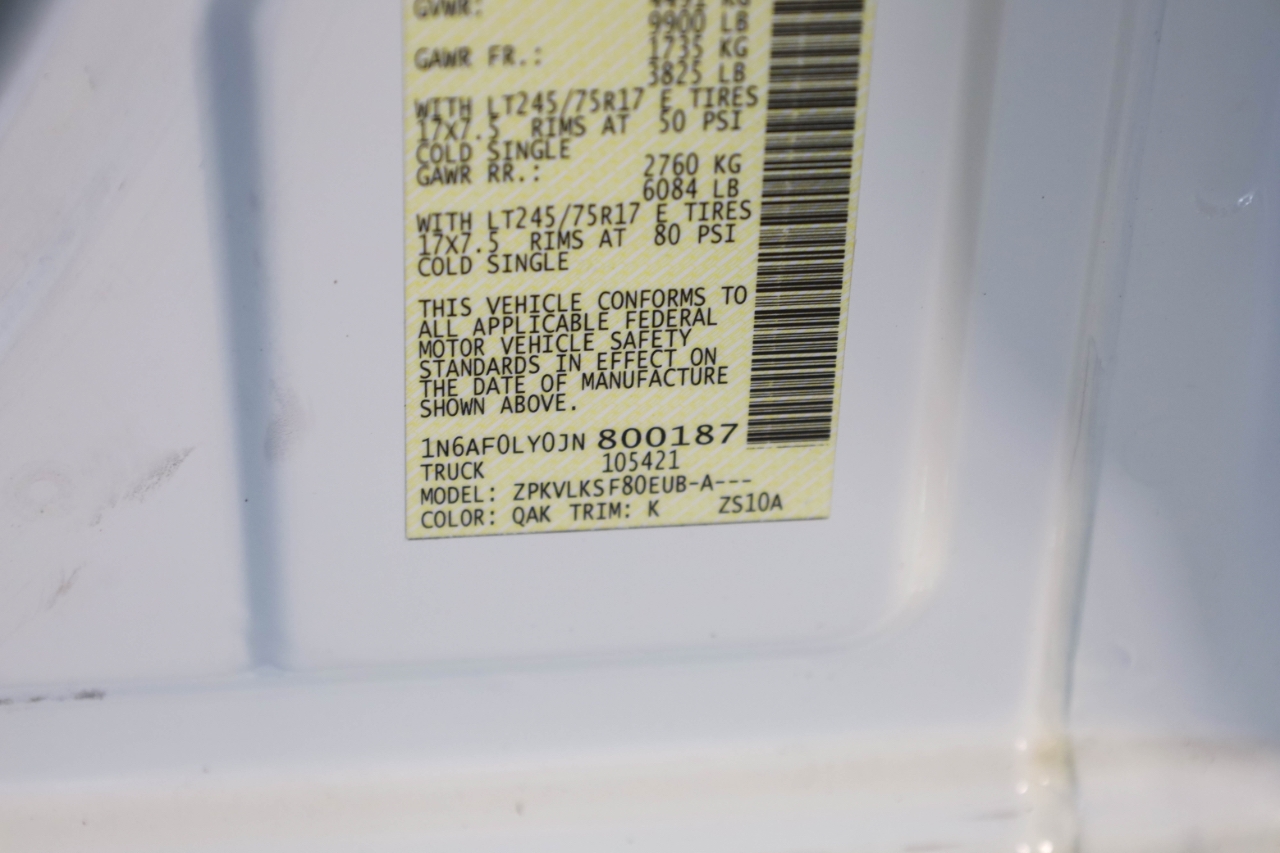 GVWR: 4491 KG
9900 LB
GAWR FR.: 1735 KG
3825 LB
WITH LT245/75R17 E TIRES
17X7.5 RIMS AT 50 PSI
COLD SINGLE
GAWR RR.: 2760 KG
6084 LB
WITH LT245/75R17 E TIRES
17X7.5 RIMS AT 80 PSI
COLD SINGLE
THIS VEHICLE CONFORMS TO
ALL APPLICABLE FEDERAL
MOTOR VEHICLE SAFETY
STANDARDS IN EFFECT ON
THE DATE OF MANUFACTURE
SHOWN ABOVE.
1N6AF0LY0JN 800187
TRUCK 105421
MODEL: ZPKVLKSF80EUB-A---
COLOR: QAK TRIM: K ZS10A